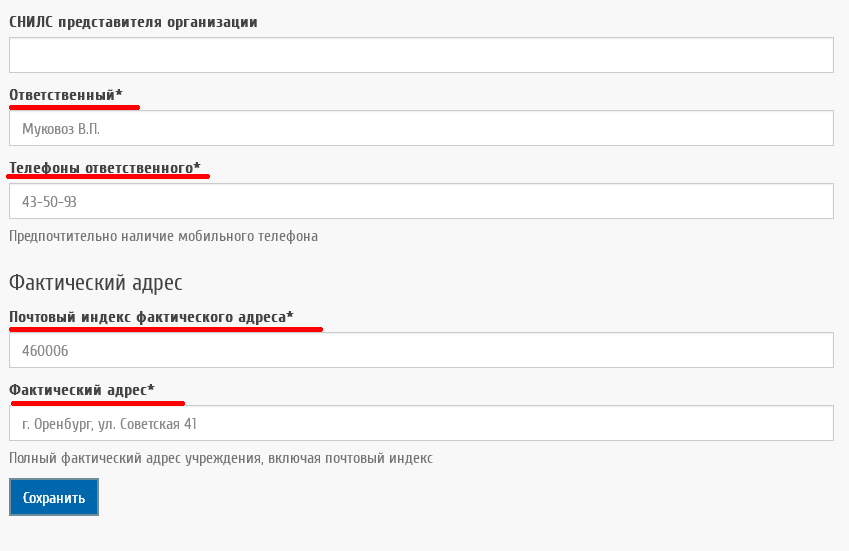 СНИЛС представителя организации
Ответственный*
Муковоз В.П.
Телефоны ответственного*
43-50-93
Предпочтительно наличие мобильного телефона
Фактический адрес
Почтовый индекс фактического адреса*
460006
Фактический адрес*
г. Оренбург, ул. Советская 41
Полный фактический адрес учреждения, включая почтовый индекс
Сохранить